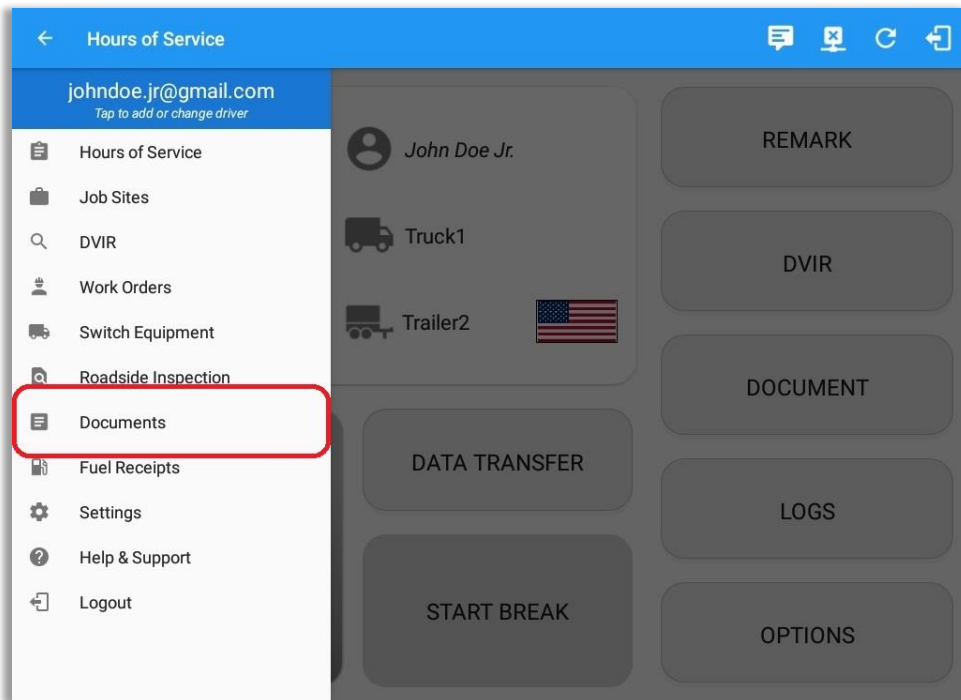 Hours of Service
johndoe.jr@gmail.com
Tap to add or change driver
Hours of Service
Job Sites
DVIR
Work Orders
Switch Equipment
Roadside Inspection
Documents
Fuel Receipts
Settings
Help & Support
Logout
John Doe Jr.
Truck1
Trailer2
DATA TRANSFER
START BREAK
REMARK
DVIR
DOCUMENT
LOGS
OPTIONS